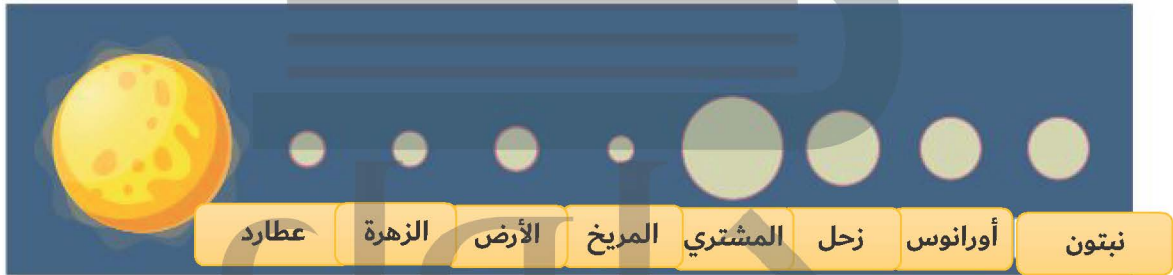 عطارد
الزهرة
الأرض
المريخ
المشتري
زحل
أورانوس
نبتون